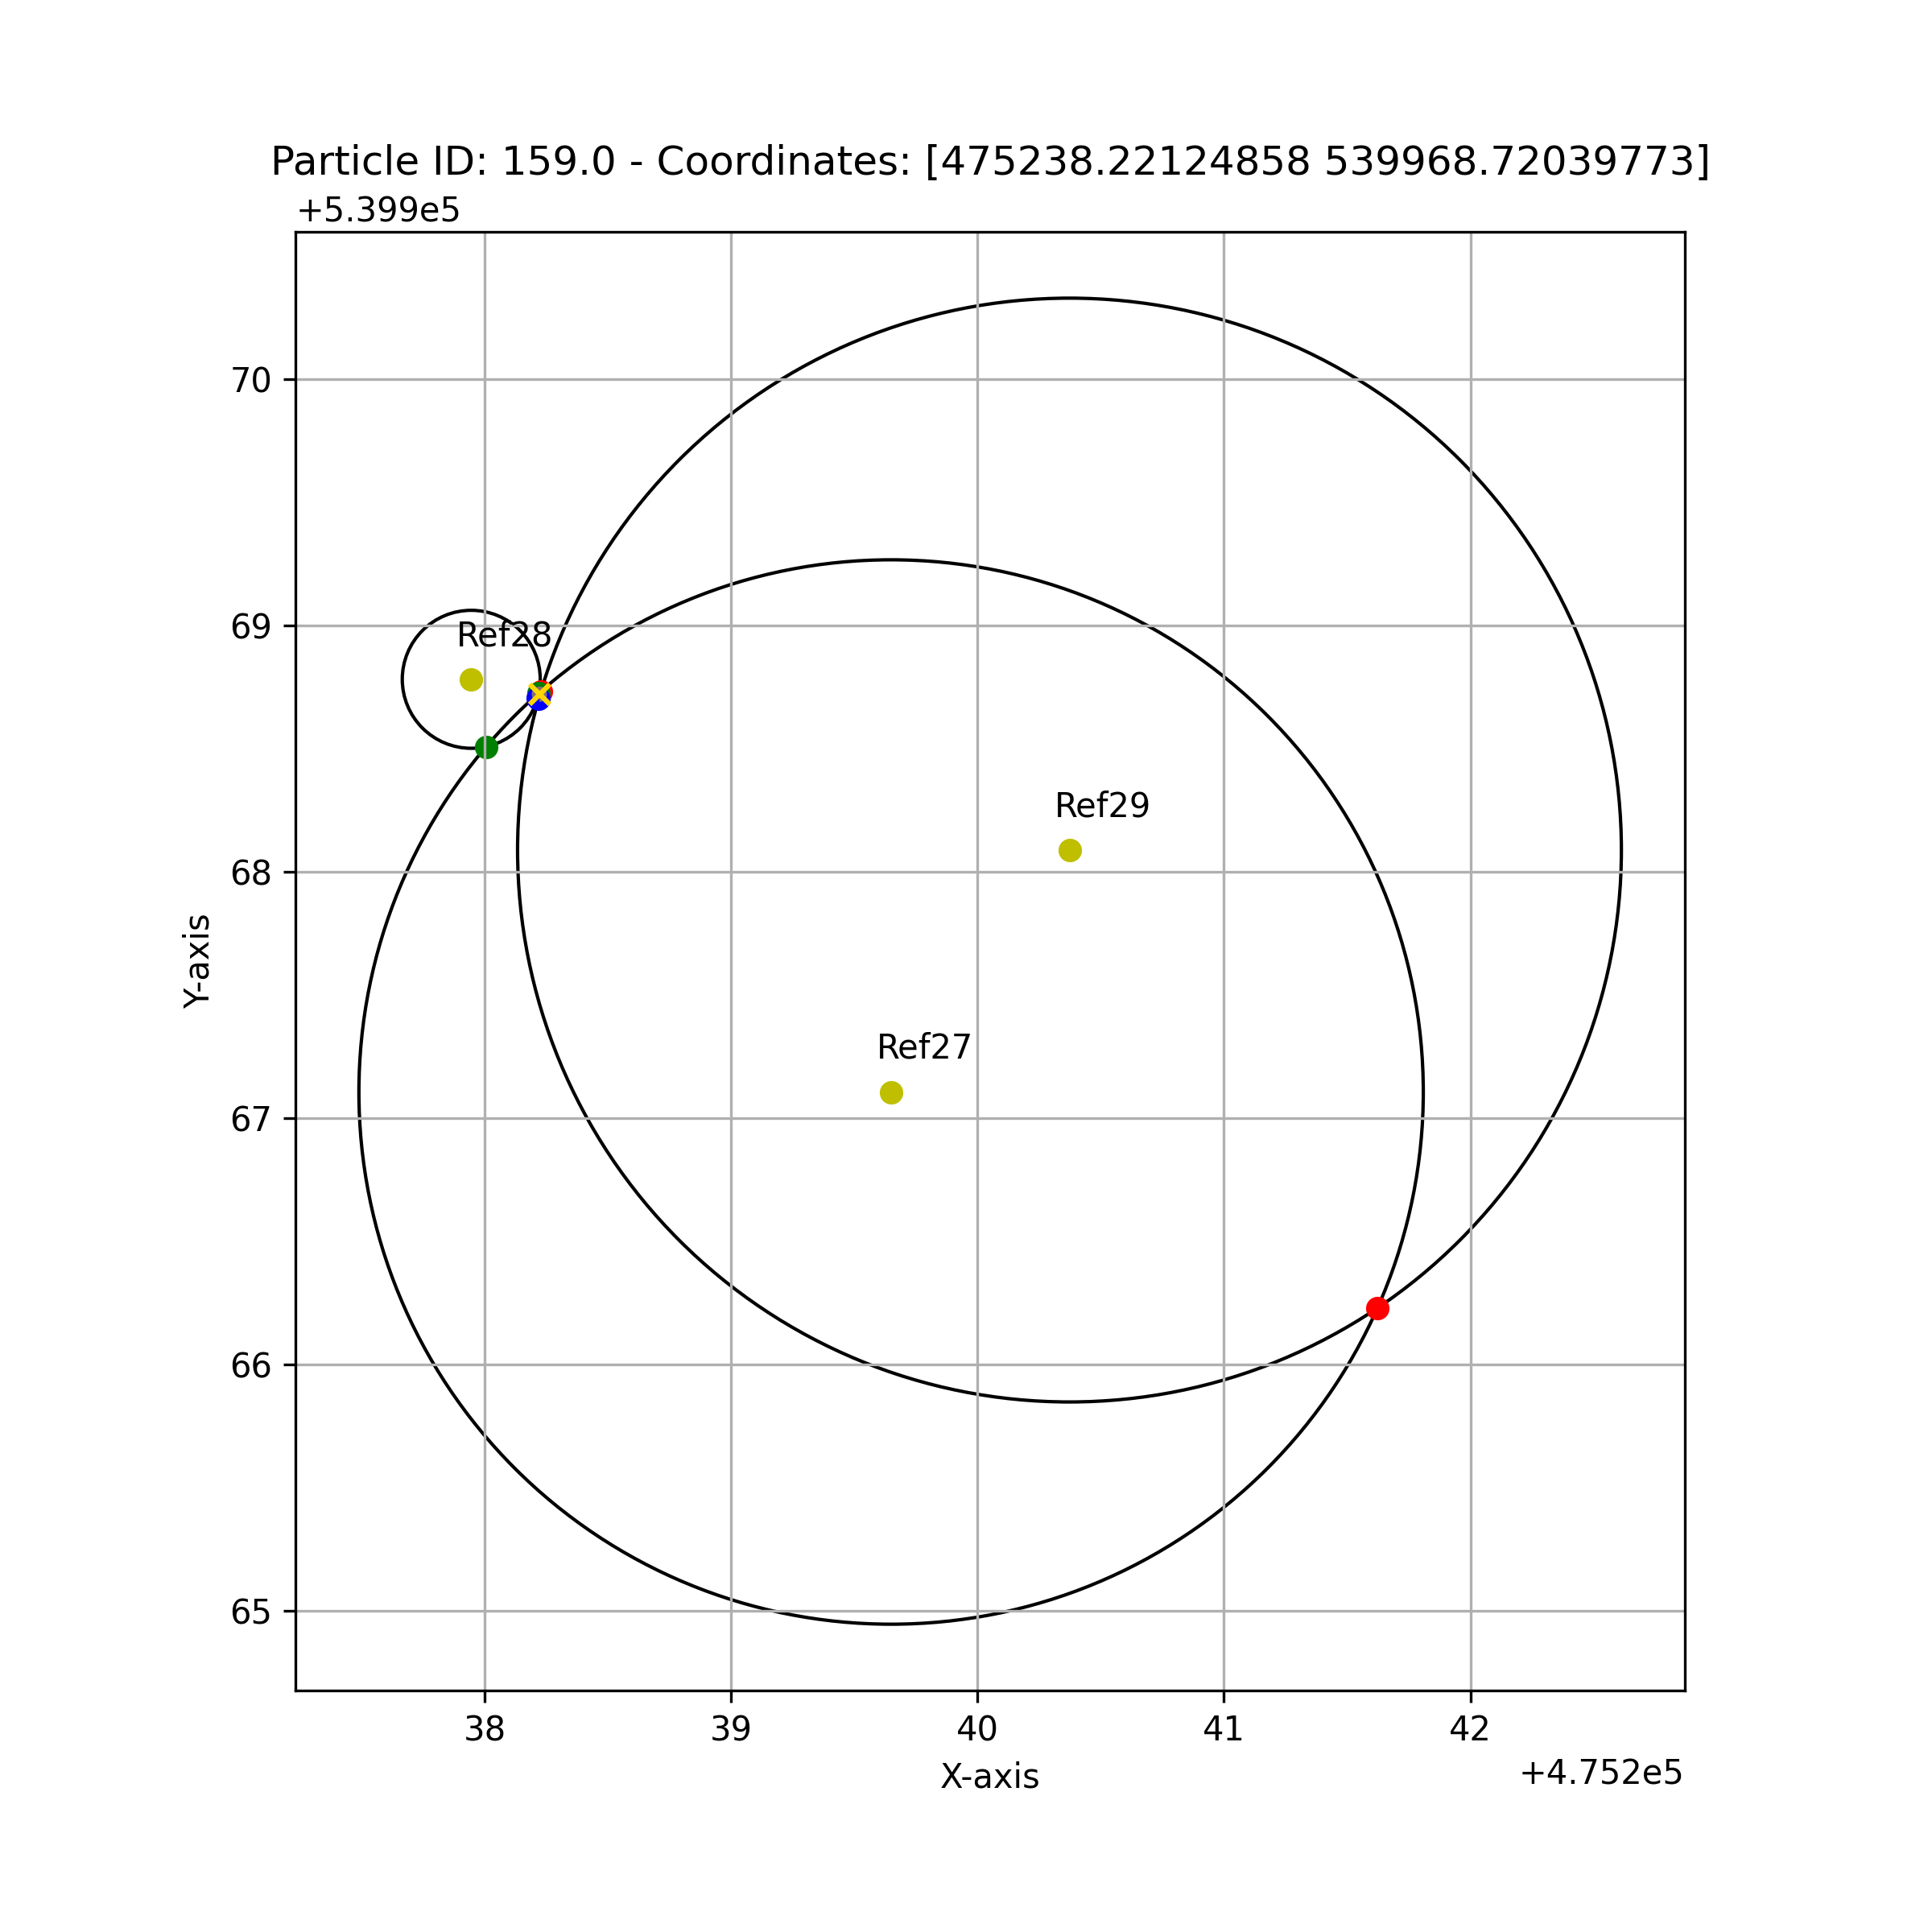 Particle ID: 159.0 - Coordinates: [475238.22124858 539968.72039773]
+5.399e5
70
69
68
67
66
65
Y-axis
Ref28
Ref29
Ref27
38 39 40 41 42
X-axis
+4.752e5